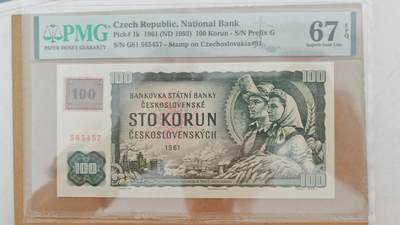 PMG
PAPER MONEY GUARANTY
Czech Republic, National Bank
Pick# 1k 1961 (ND 1993) 100 Korun - S/N Prefix G
S/N G61 565457 - Stamp on Czechoslovakia#91
67 EPQ
Superb Gem Unc
100
100
565457
BANKOVKA STÁTNÍ BANKY
ČESKOSLOVENSKÉ
STO KORUN
ČESKOSLOVENSKÝCH
1961
100
100